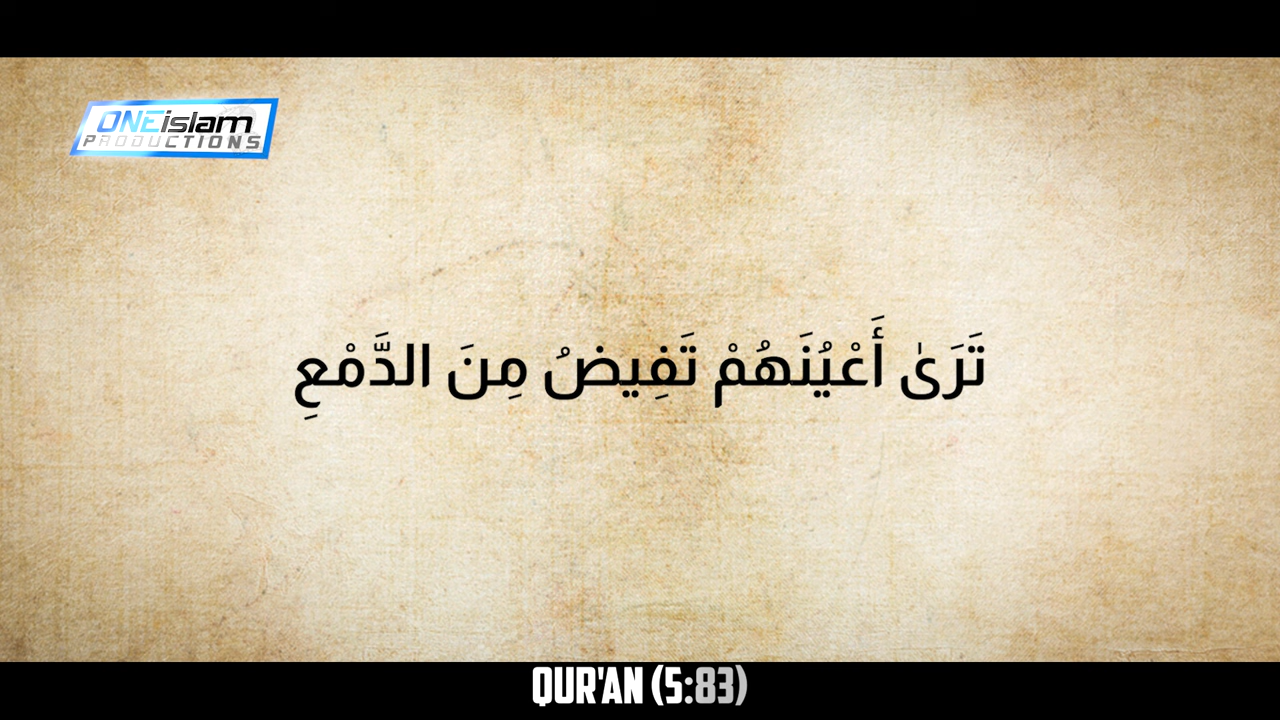 ONEislam
PRODUCTIONS
تَرَىٰ أَعْيُنَهُمْ تَفِيضُ مِنَ الدَّمْعِ
QUR'AN (5:83)